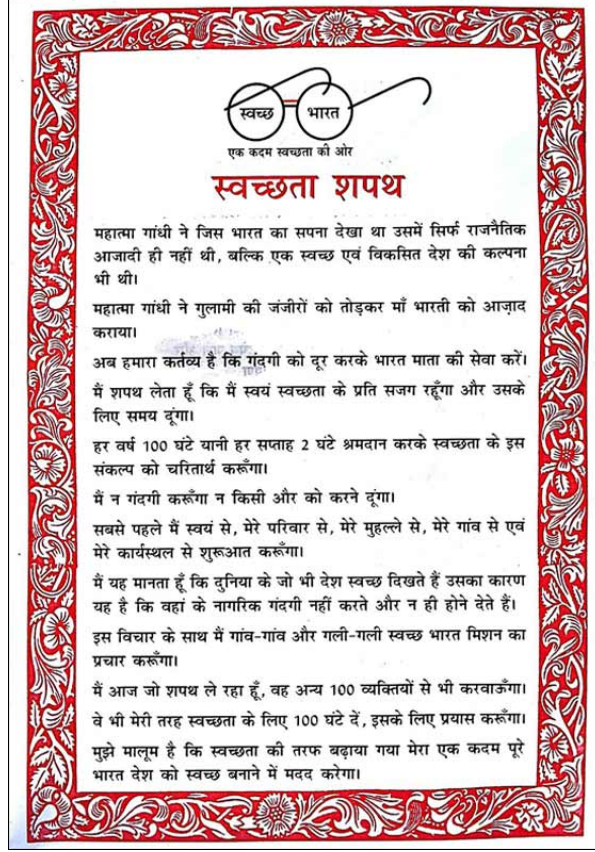 स्वच्छ भारत
एक कदम स्वच्छता की ओर
स्वच्छता शपथ
महात्मा गांधी ने जिस भारत का सपना देखा था उसमें सिर्फ राजनैतिक
आजादी ही नहीं थी, बल्कि एक स्वच्छ एवं विकसित देश की कल्पना
भी थी।
महात्मा गांधी ने गुलामी की जंजीरों को तोड़कर माँ भारती को आज़ाद
कराया।
अब हमारा कर्तव्य है कि गंदगी को दूर करके भारत माता की सेवा करें।
मैं शपथ लेता हूँ कि मैं स्वयं स्वच्छता के प्रति सजग रहूँगा और उसके
लिए समय दूंगा।
हर वर्ष 100 घंटे यानी हर सप्ताह 2 घंटे श्रमदान करके स्वच्छता के इस
संकल्प को चरितार्थ करूँगा।
मैं न गंदगी करूँगा न किसी और को करने दूंगा।
सबसे पहले मैं स्वयं से, मेरे परिवार से, मेरे मुहल्ले से, मेरे गांव से एवं
मेरे कार्यस्थल से शुरूआत करूँगा।
मैं यह मानता हूँ कि दुनिया के जो भी देश स्वच्छ दिखते हैं उसका कारण
यह है कि वहां के नागरिक गंदगी नहीं करते और न ही होने देते हैं।
इस विचार के साथ मैं गांव-गांव और गली-गली स्वच्छ भारत मिशन का
प्रचार करूँगा।
मैं आज जो शपथ ले रहा हूँ, वह अन्य 100 व्यक्तियों से भी करवाऊँगा।
वे भी मेरी तरह स्वच्छता के लिए 100 घंटे दें, इसके लिए प्रयास करूँगा।
मुझे मालूम है कि स्वच्छता की तरफ बढ़ाया गया मेरा एक कदम पूरे
भारत देश को स्वच्छ बनाने में मदद करेगा।